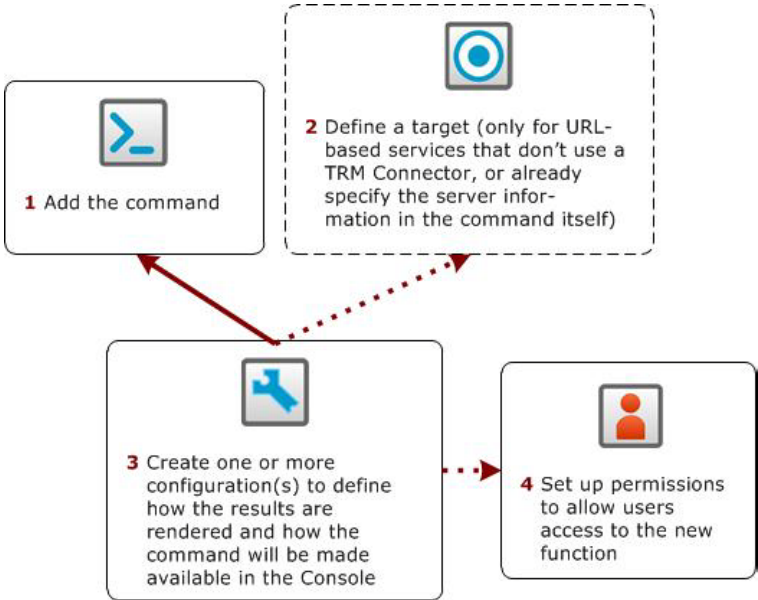 1 Add the command
2 Define a target (only for URL-
based services that don't use a
TRM Connector, or already
specify the server infor-
mation in the command itself)
3 Create one or more
configuration(s) to define
how the results are
rendered and how the
command will be made
available in the Console
4 Set up permissions
to allow users
access to the new
function